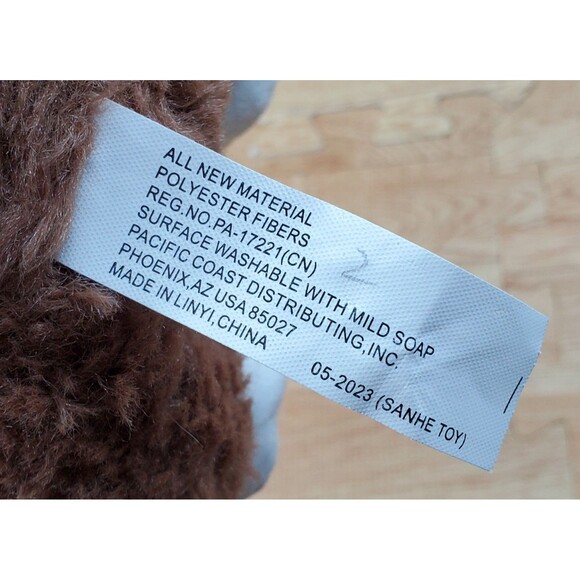 ALL NEW MATERIAL
POLYESTER FIBERS
REG.NO.PA-17221(CN)
2
SURFACE WASHABLE WITH MILD SOAP
PACIFIC COAST DISTRIBUTING,INC.
PHOENIX,AZ USA 85027
MADE IN LINYI,CHINA
05-2023 (SANHE TOY)